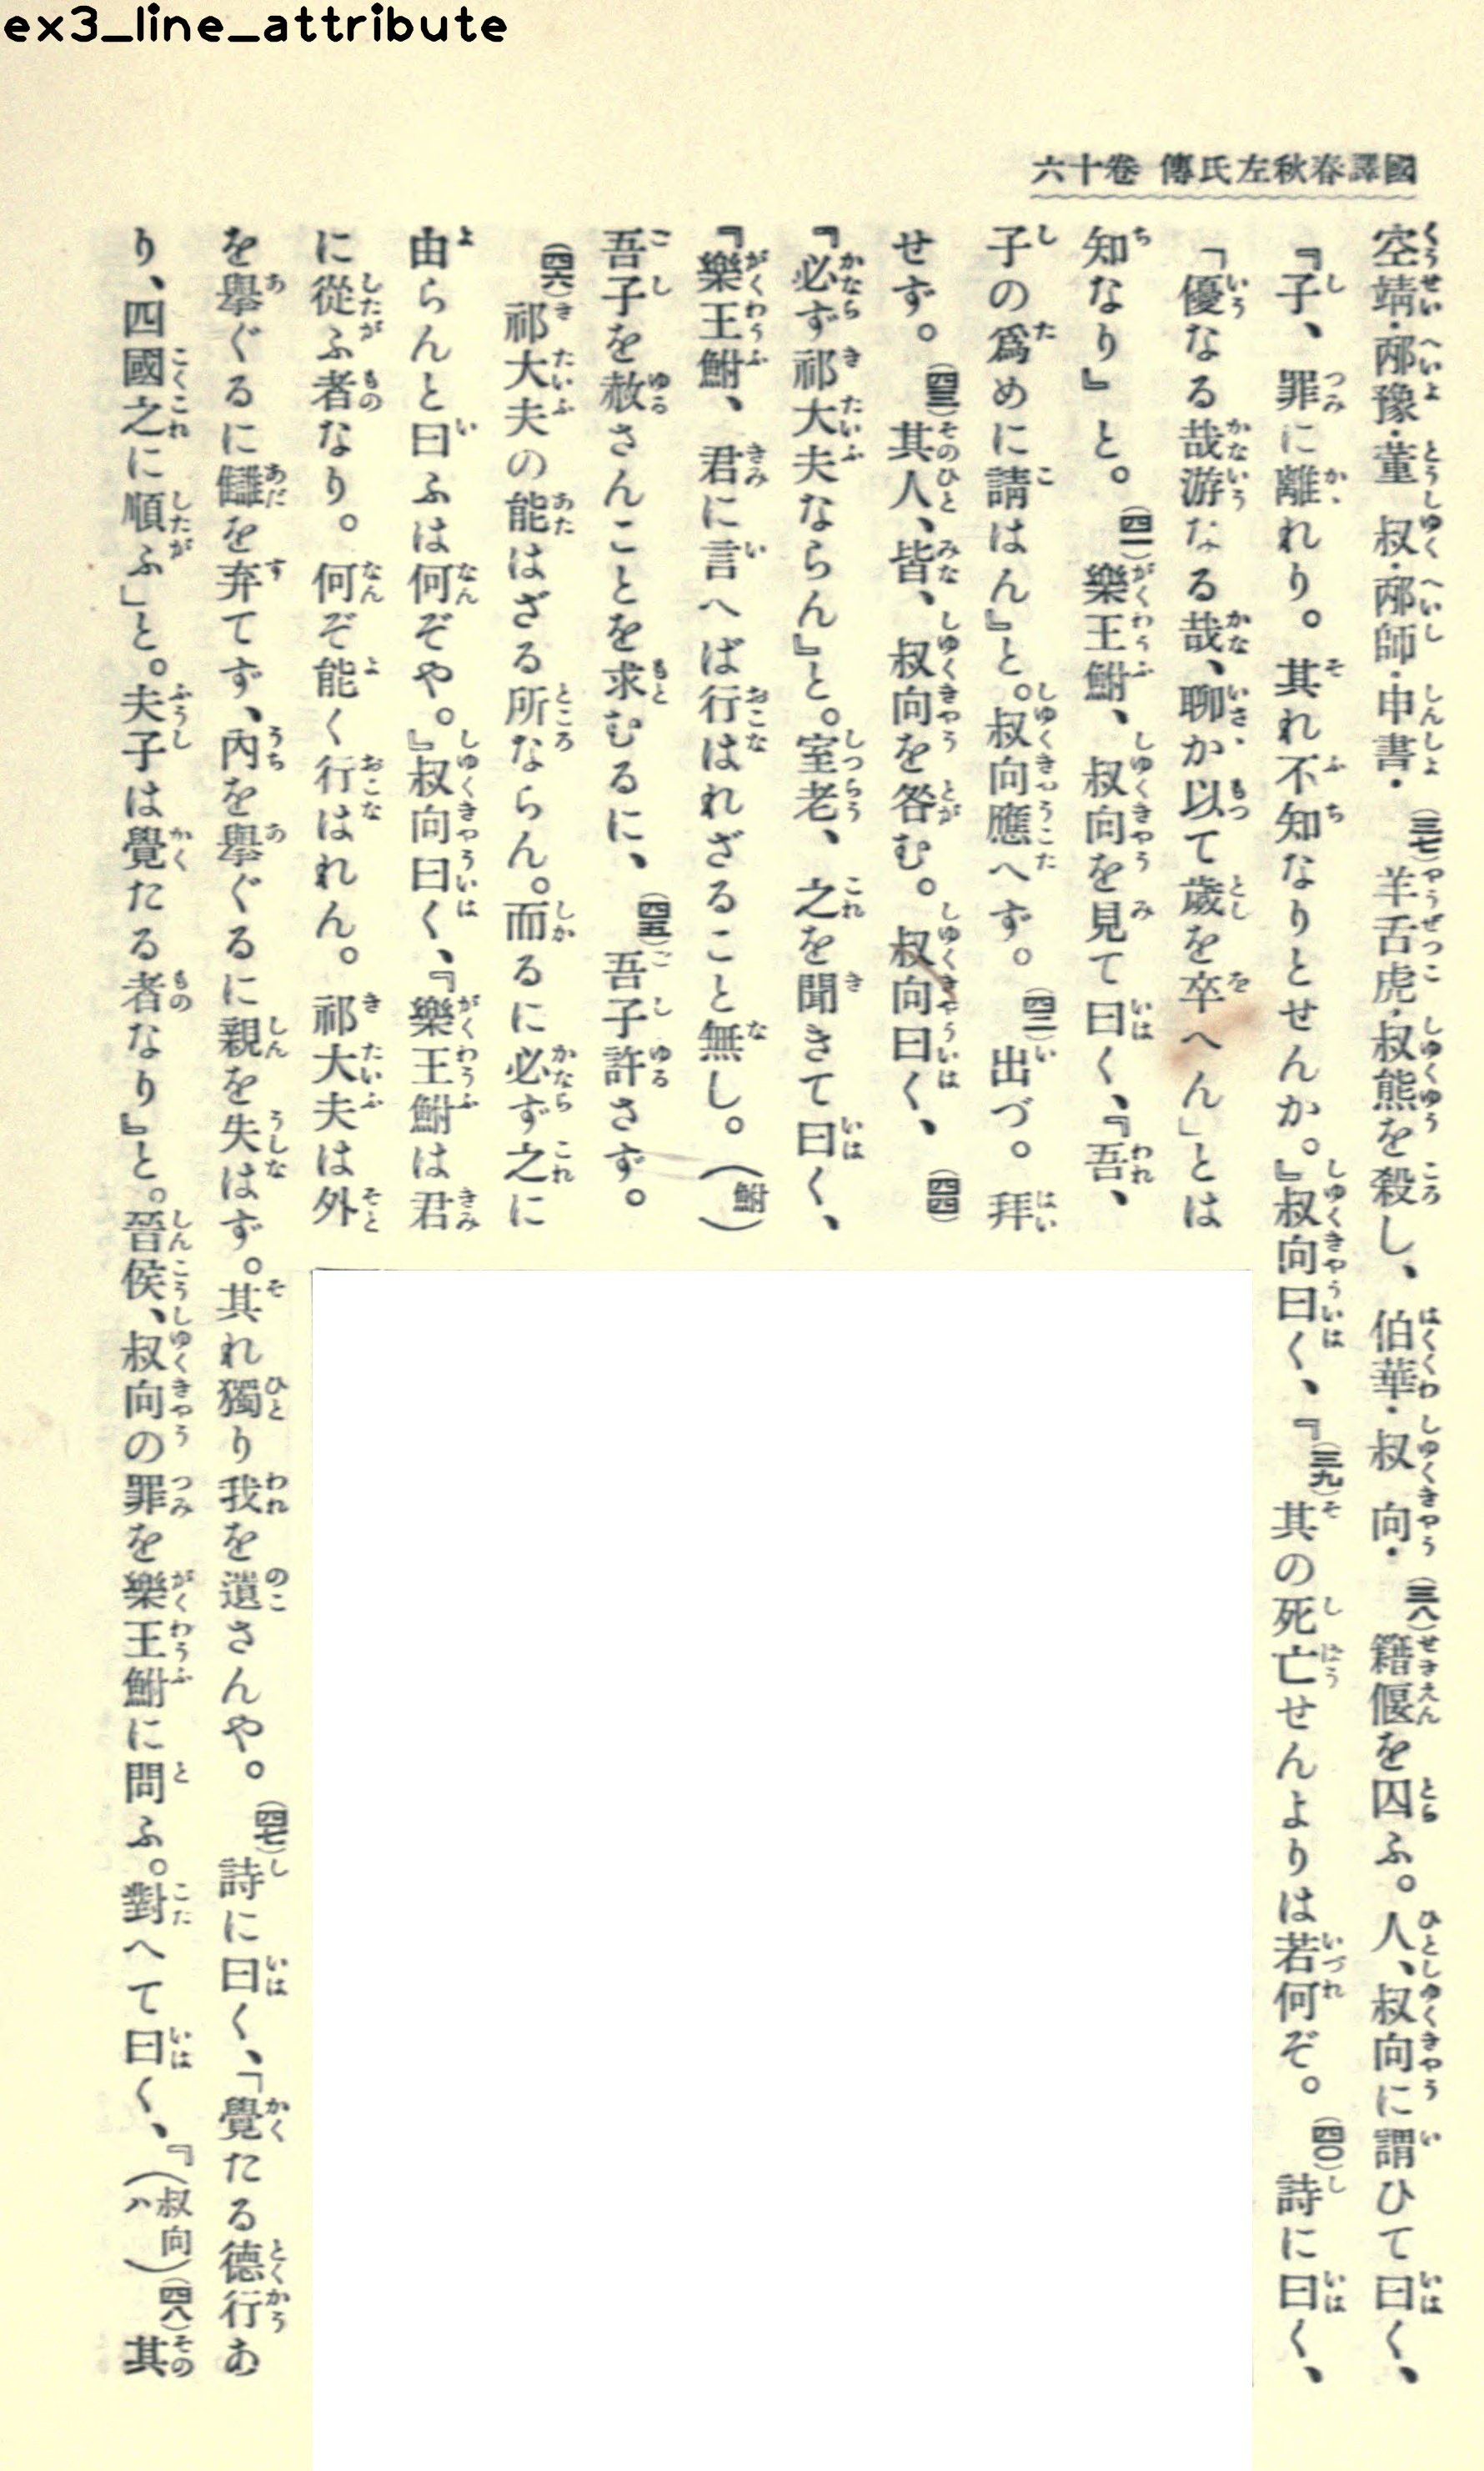 ex3_line_attribute
國譯春秋左氏傳 卷十六
空靖・邴豫・董叔・邴師・申書・(三七)羊舌虎・叔熊を殺し、伯華・叔向・(三八)籍偃を囚ふ。人、叔向に謂ひて曰く、
『子、罪に離れり。其れ不知なりとせんか。』叔向曰く、『(三九)其の死亡せんよりは若何ぞ。(四〇)詩に曰く、
「優なる哉游なる哉、聊か以て歳を卒へん」とは
知なり』と。(四一)樂王鮒、叔向を見て曰く、『吾、
子の爲めに請はん』と。叔向應へず。(四二)出づ。拜
せず。(四三)其人、皆、叔向を咎む。叔向曰く、(四四)
『必ず祁大夫ならん』と。室老、之を聞きて曰く、
『樂王鮒、君に言へば行はれざること無し。(鮒)
吾子を赦さんことを求むるに、(四五)吾子許さず。
(四六)祁大夫の能はざる所ならん。而るに必ず之に
由らんと曰ふは何ぞや。』叔向曰く、『樂王鮒は君
に從ふ者なり。何ぞ能く行はれん。祁大夫は外
を擧ぐるに讎を弃てず、內を擧ぐるに親を失はず。其れ獨り我を遺さんや。(四七)詩に曰く、「覺たる德行あ
り、四國之に順ふ」と。夫子は覺たる者なり』と。晉侯、叔向の罪を樂王鮒に問ふ。對へて曰く、『(叔向ハ)(四八)其